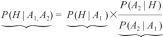 P(H | A₁, A₂) = P(H | A₁) × P(A₂ | H) / P(A₂ | A₁)